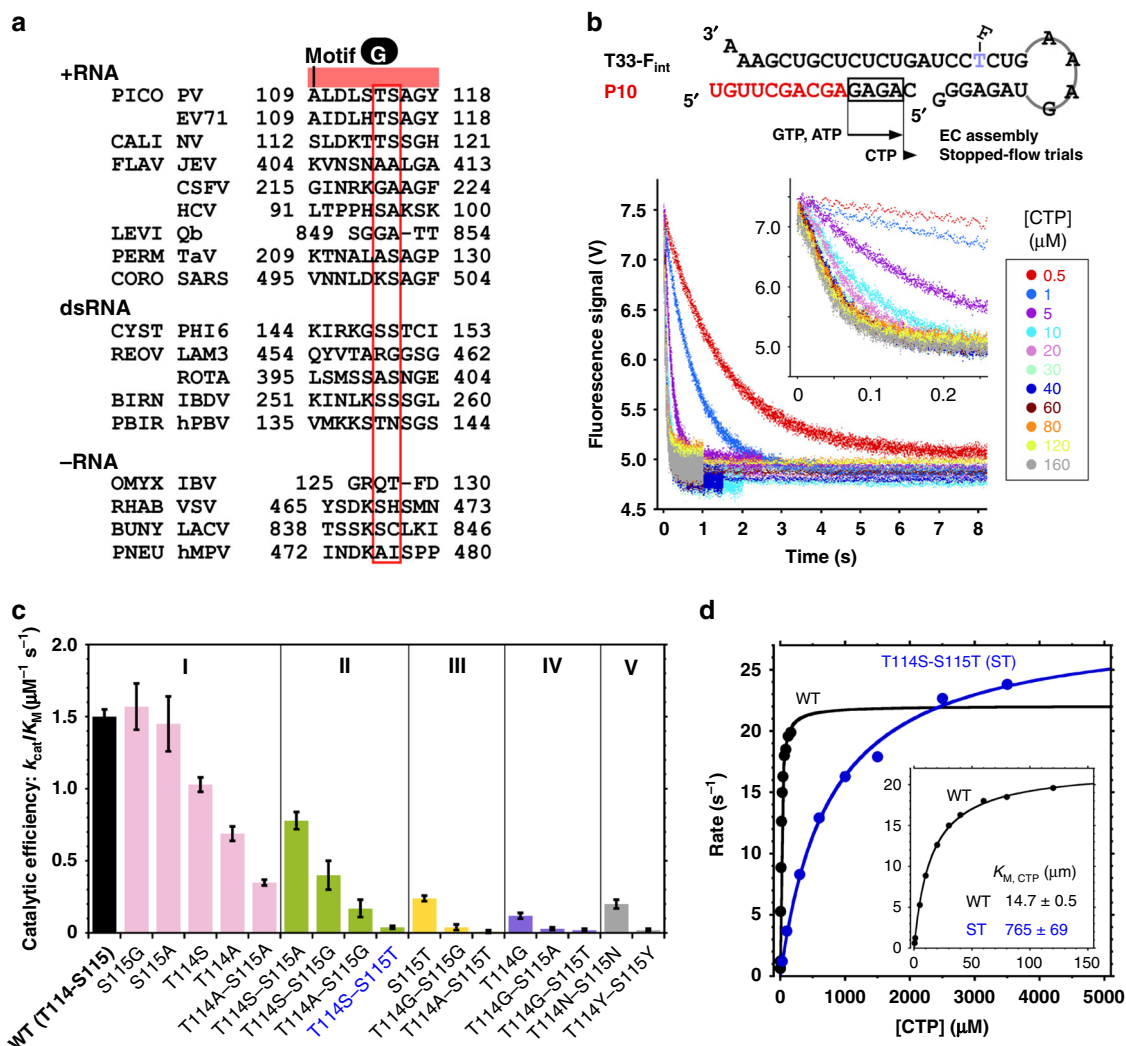 a
Motif G
+RNA
PICO PV 109 ALDLSTSAGY 118
EV71 109 AIDLHTSAGY 118
CALI NV 112 SLDKTTSSGH 121
FLAV JEV 404 KVNSNAALGA 413
CSFV 215 GINRKGAAGF 224
HCV 91 LTPPHSAKSK 100
LEVI Qb 849 SGGA-TT 854
PERM TaV 209 KTNALASAGP 130
CORO SARS 495 VNNLDKSAGF 504
dsRNA
CYST PHI6 144 KIRKGSSTCI 153
REOV LAM3 454 QYVTARGGSG 462
ROTA 395 LSMSSASNGE 404
BIRN IBDV 251 KINLKSSSGL 260
PBIR hPBV 135 VMKKSTNSGS 144
–RNA
OMYX IBV 125 GRQT-FD 130
RHAB VSV 465 YSDKSHSMN 473
BUNY LACV 838 TSSKSCLKI 846
PNEU hMPV 472 INDKAISPP 480
b
3′
T33-Fint
AAAGCUGCUCUCUGAUCCTCUG
F
A
A
A
G
P10
5′ UGUUCGACGAGAGAC
5′ GGGAGAU
GTP, ATP
EC assembly
CTP
Stopped-flow trials
Fluorescence signal (V)
7.5
7.0
6.5
6.0
5.5
5.0
4.5
0 1 2 3 4 5 6 7 8
Time (s)
7.0
6.0
5.0
0 0.1 0.2
[CTP]
(μM)
0.5
1
5
10
20
30
40
60
80
120
160
c
Catalytic efficiency: kcat/KM (μM−1 s−1)
2.0
1.5
1.0
0.5
0
I II III IV V
WT (T114-S115)
S115G
S115A
T114S
T114A
T114A–S115A
T114S–S115A
T114S–S115G
T114A–S115G
T114S–S115T
S115T
T114G–S115G
T114A–S115T
T114G
T114G–S115A
T114G–S115T
T114N–S115N
T114Y–S115Y
d
T114S-S115T (ST)
WT
Rate (s−1)
30
25
20
15
10
5
0
0 1000 2000 3000 4000 5000
[CTP] (μM)
WT
20
15
10
5
0
0 50 100 150
KM, CTP (μm)
WT 14.7 ± 0.5
ST 765 ± 69